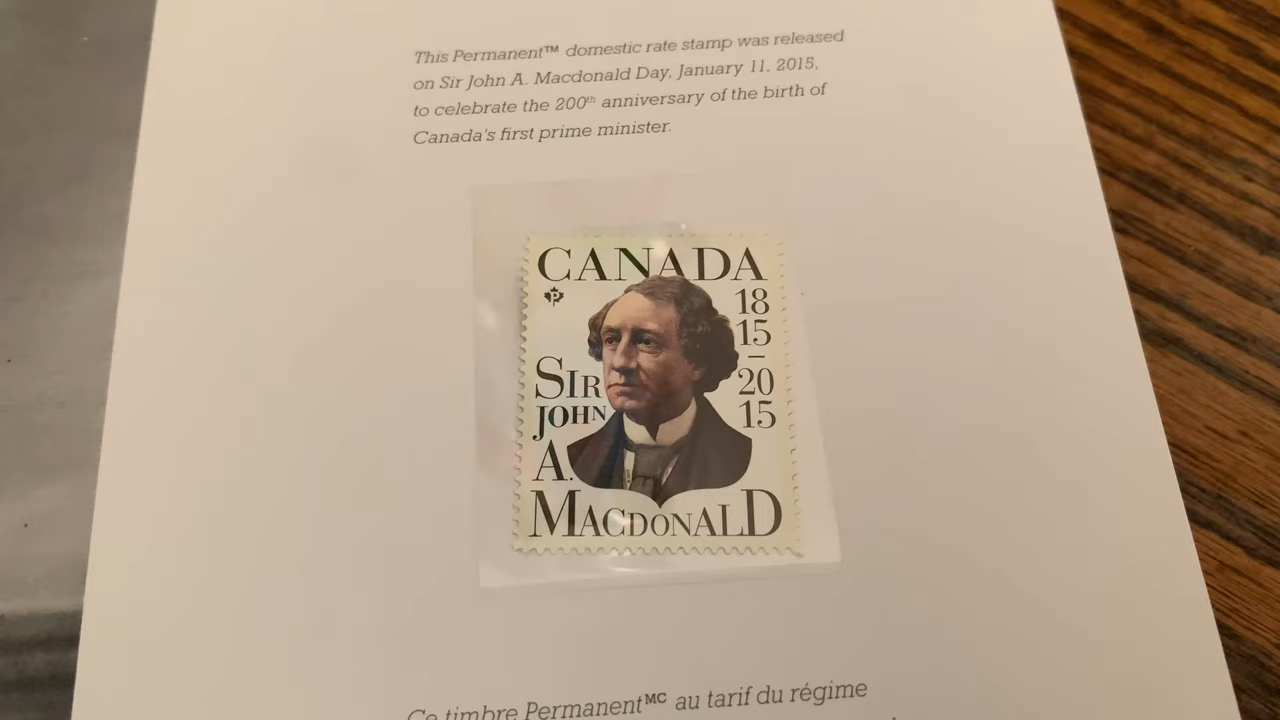 This Permanent™ domestic rate stamp was released
on Sir John A. Macdonald Day, January 11, 2015,
to celebrate the 200th anniversary of the birth of
Canada's first prime minister.
CANADA
P
18
15
–
20
15
SIR
JOHN
A.
MACDONALD
Ce timbre Permanent MC au tarif du régime